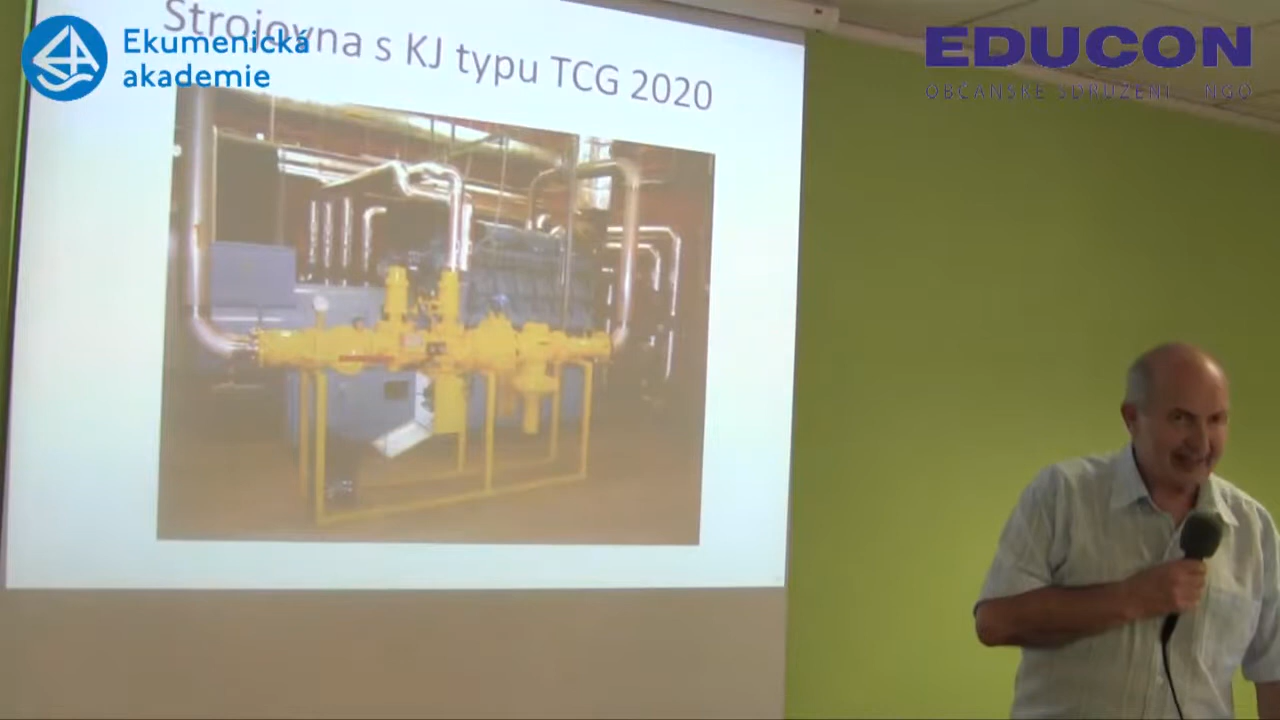 Strojovna s KJ typu TCG 2020
Ekumenická
akademie
EDUCON
OBČANSKÉ SDRUŽENÍ - NGO